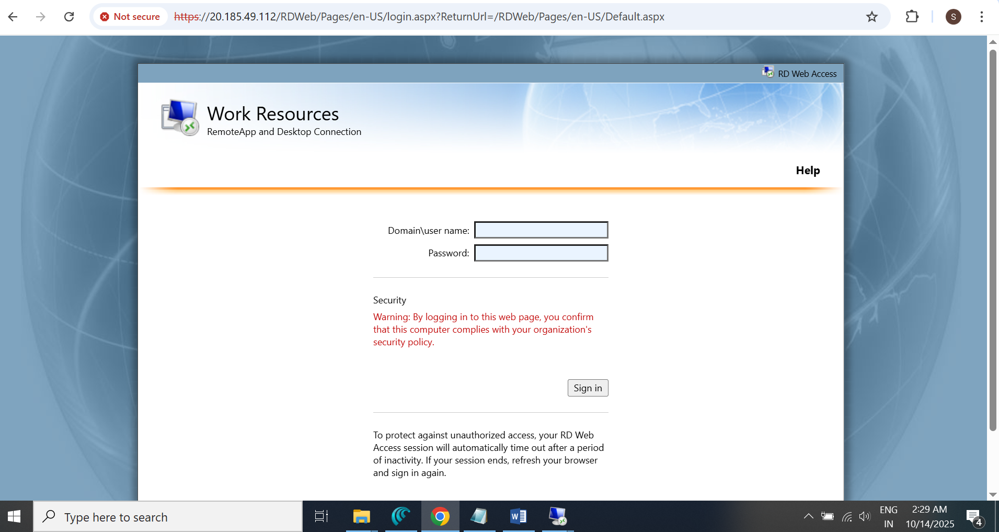 Not secure https://20.185.49.112/RDWeb/Pages/en-US/login.aspx?ReturnUrl=/RDWeb/Pages/en-US/Default.aspx S
RD Web Access
Work Resources
RemoteApp and Desktop Connection
Help
Domain\user name:
Password:
Security
Warning: By logging in to this web page, you confirm
that this computer complies with your organization's
security policy.
Sign in
To protect against unauthorized access, your RD Web
Access session will automatically time out after a period
of inactivity. If your session ends, refresh your browser
and sign in again.
Type here to search
W
ENG
IN
2:29 AM
10/14/2025
4